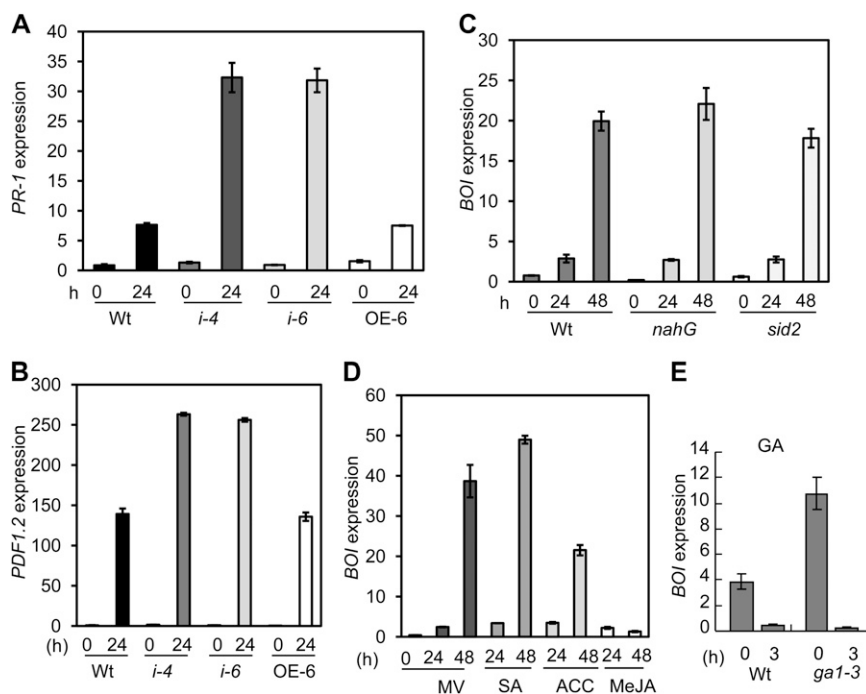 A
PR-1 expression
40
35
30
25
20
15
10
5
0
h 0 24 0 24 0 24 0 24
Wt i-4 i-6 OE-6
C
BOI expression
30
25
20
15
10
5
0
h 0 24 48 0 24 48 0 24 48
Wt nahG sid2
B
PDF1.2 expression
300
250
200
150
100
50
0
(h) 0 24 0 24 0 24 0 24
Wt i-4 i-6 OE-6
D
BOI expression
60
50
40
30
20
10
0
(h) 0 24 48 24 48 24 48 24 48
MV SA ACC MeJA
E
GA
BOI expression
14
12
10
8
6
4
2
0
(h) 0 3 0 3
Wt ga1-3